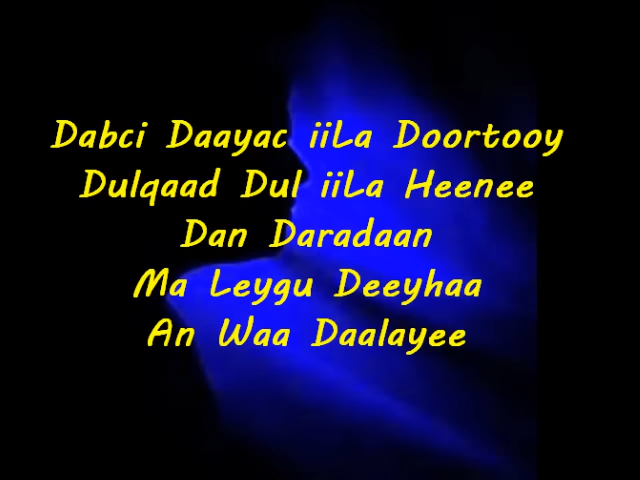 Dabci Daayac iiLa Doortooy
Dulqaad Dul iiLa Heenee
Dan Daradaan
Ma Leygu Deeyhaa
An Waa Daalayee